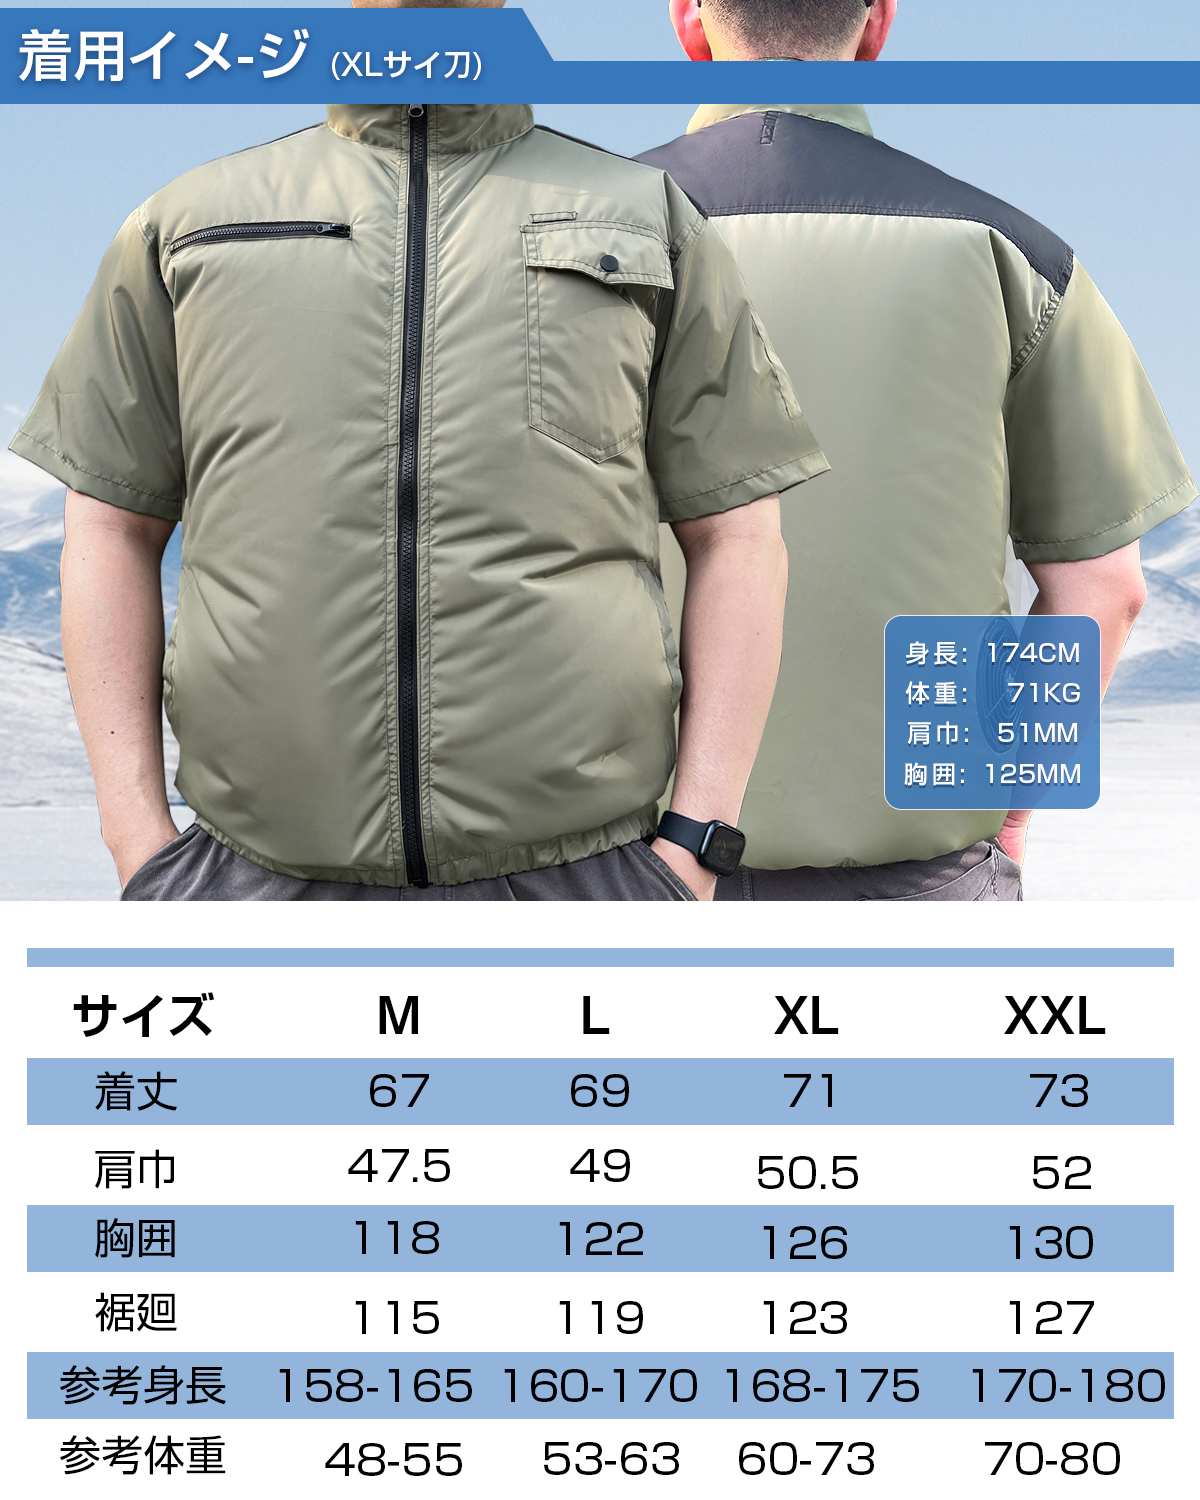 着用イメ-ジ (XLサイ刀)
身長: 174CM
体重: 71KG
肩巾: 51MM
胸囲: 125MM
サイズ M L XL XXL
着丈 67 69 71 73
肩巾 47.5 49 50.5 52
胸囲 118 122 126 130
裾廻 115 119 123 127
参考身長 158-165 160-170 168-175 170-180
参考体重 48-55 53-63 60-73 70-80